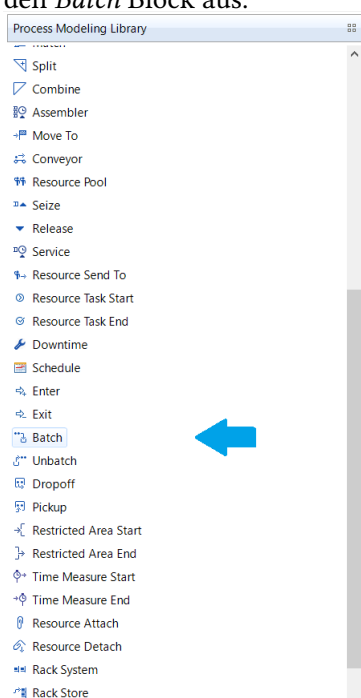 den Batch Block aus.
Process Modeling Library
Match
Split
Combine
Assembler
Move To
Conveyor
Resource Pool
Seize
Release
Service
Resource Send To
Resource Task Start
Resource Task End
Downtime
Schedule
Enter
Exit
Batch
Unbatch
Dropoff
Pickup
Restricted Area Start
Restricted Area End
Time Measure Start
Time Measure End
Resource Attach
Resource Detach
Rack System
Rack Store